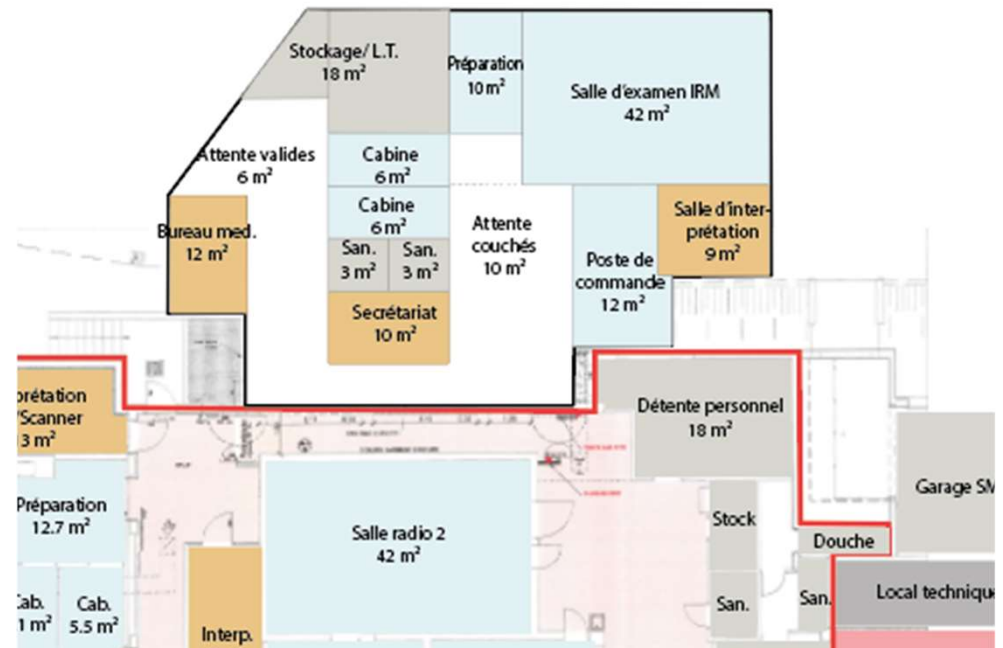 Stockage/ L.T.
18 m²
Préparation
10 m²
Salle d'examen IRM
42 m²
Attente valides
6 m²
Cabine
6 m²
Cabine
6 m²
San.
3 m²
San.
3 m²
Attente
couchés
10 m²
Bureau med.
12 m²
Secrétariat
10 m²
Poste de
commande
12 m²
Salle d'inter-
prétation
9 m²
prétation
/Scanner
13 m²
Détente personnel
18 m²
Garage SM
Préparation
12.7 m²
Salle radio 2
42 m²
Stock
Douche
Cab.
1 m²
Cab.
5.5 m²
Interp.
San.
San.
Local technique